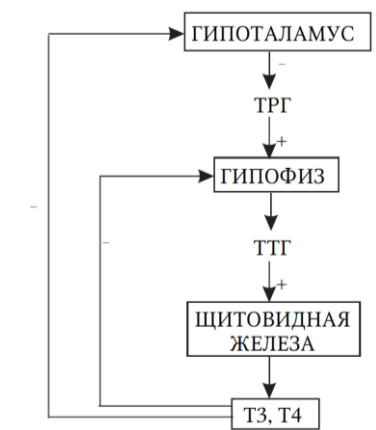 ГИПОТАЛАМУС
–
ТРГ
+
ГИПОФИЗ
–
–
ТТГ
+
ЩИТОВИДНАЯ
ЖЕЛЕЗА
Т3, Т4